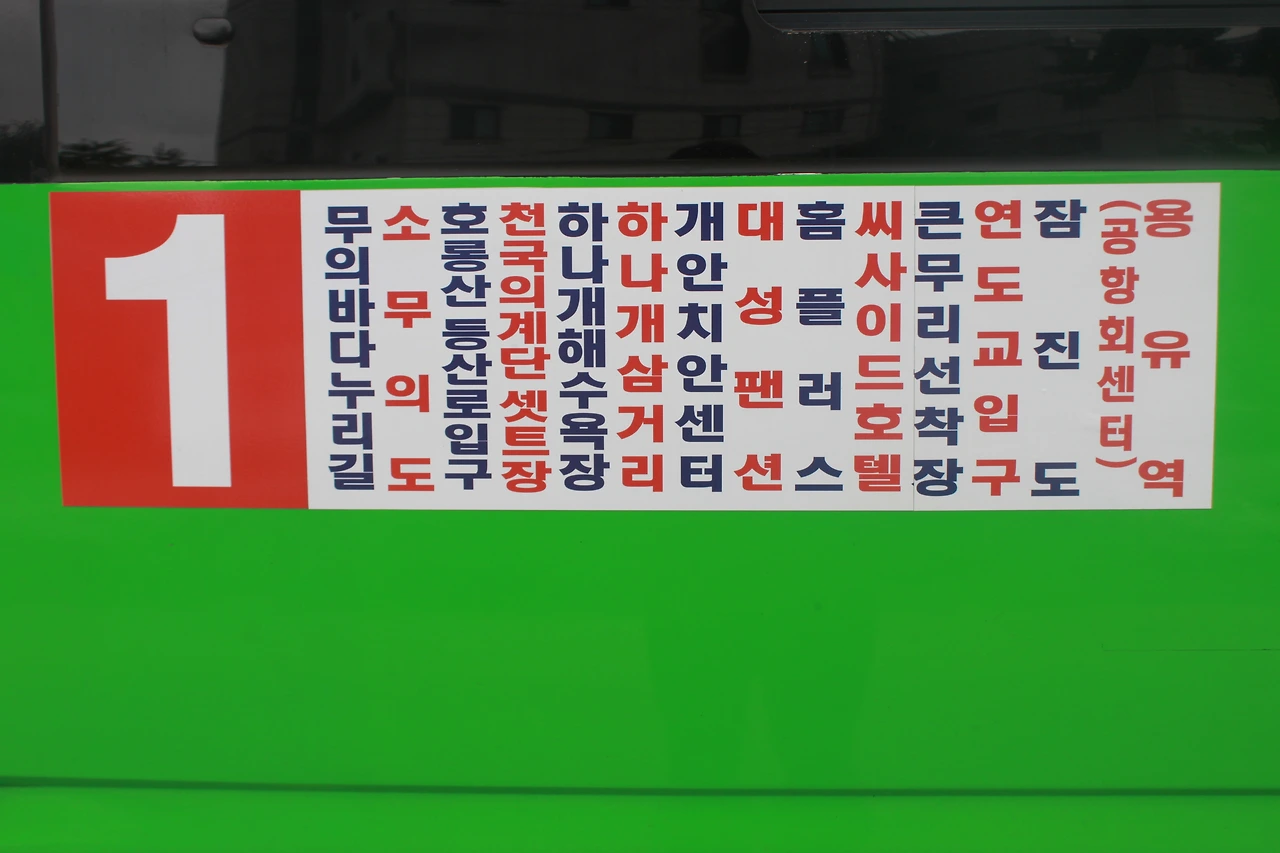 1
무의바다누리길
소무의도
호룡산 등산로입구
천국의계단 셋트장
하나개해수욕장
하나개삼거리
개안치안센터
대성팬션
홈플러스
씨사이드호텔
큰무리선착장
연도교입구
잠진도
용유역
(공항회센터)